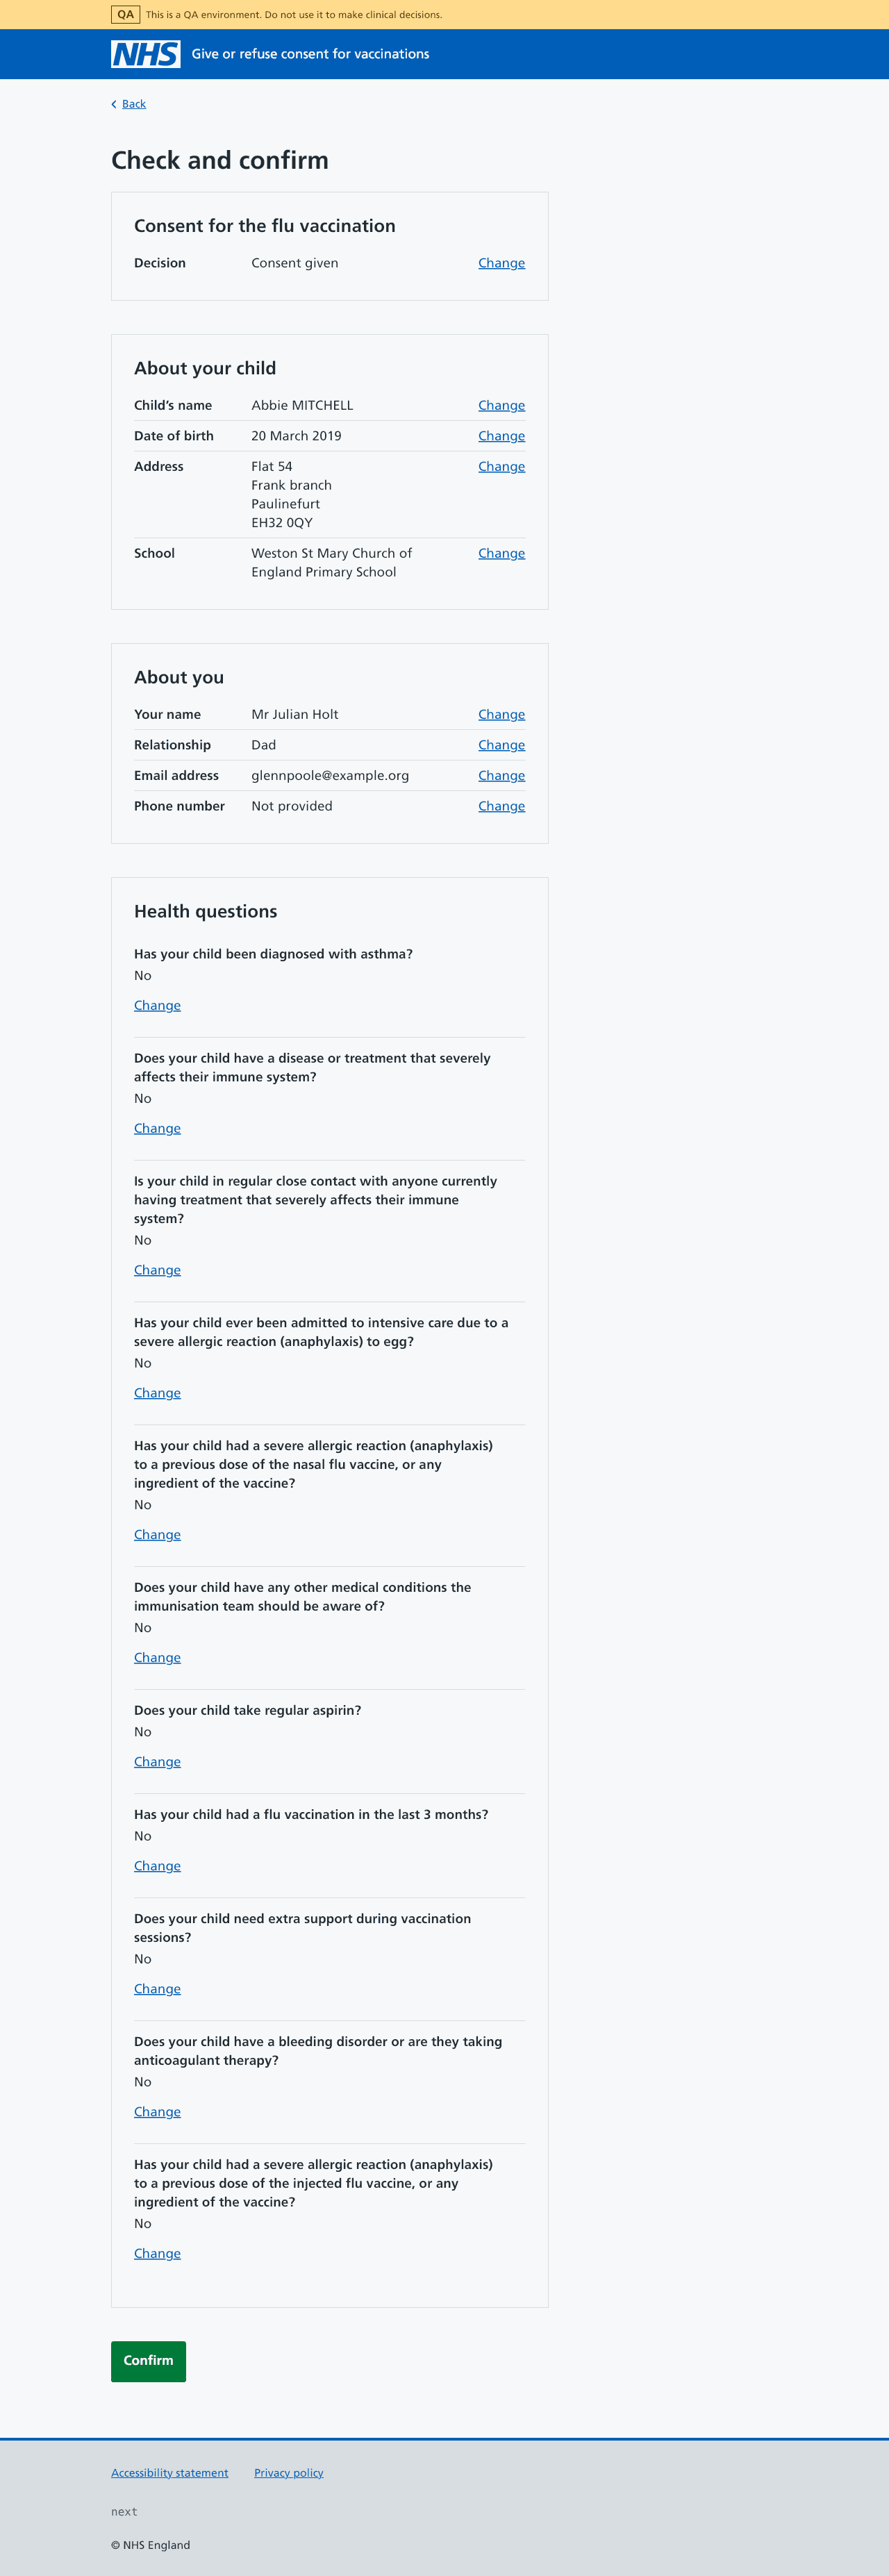 QA This is a QA environment. Do not use it to make clinical decisions.
NHS Give or refuse consent for vaccinations
Back
Check and confirm
Consent for the flu vaccination
Decision Consent given Change
About your child
Child’s name Abbie MITCHELL Change
Date of birth 20 March 2019 Change
Address Flat 54 Change
Frank branch
Paulinefurt
EH32 0QY
School Weston St Mary Church of Change
England Primary School
About you
Your name Mr Julian Holt Change
Relationship Dad Change
Email address glennpoole@example.org Change
Phone number Not provided Change
Health questions
Has your child been diagnosed with asthma?
No
Change
Does your child have a disease or treatment that severely
affects their immune system?
No
Change
Is your child in regular close contact with anyone currently
having treatment that severely affects their immune
system?
No
Change
Has your child ever been admitted to intensive care due to a
severe allergic reaction (anaphylaxis) to egg?
No
Change
Has your child had a severe allergic reaction (anaphylaxis)
to a previous dose of the nasal flu vaccine, or any
ingredient of the vaccine?
No
Change
Does your child have any other medical conditions the
immunisation team should be aware of?
No
Change
Does your child take regular aspirin?
No
Change
Has your child had a flu vaccination in the last 3 months?
No
Change
Does your child need extra support during vaccination
sessions?
No
Change
Does your child have a bleeding disorder or are they taking
anticoagulant therapy?
No
Change
Has your child had a severe allergic reaction (anaphylaxis)
to a previous dose of the injected flu vaccine, or any
ingredient of the vaccine?
No
Change
Confirm
Accessibility statement Privacy policy
next
© NHS England